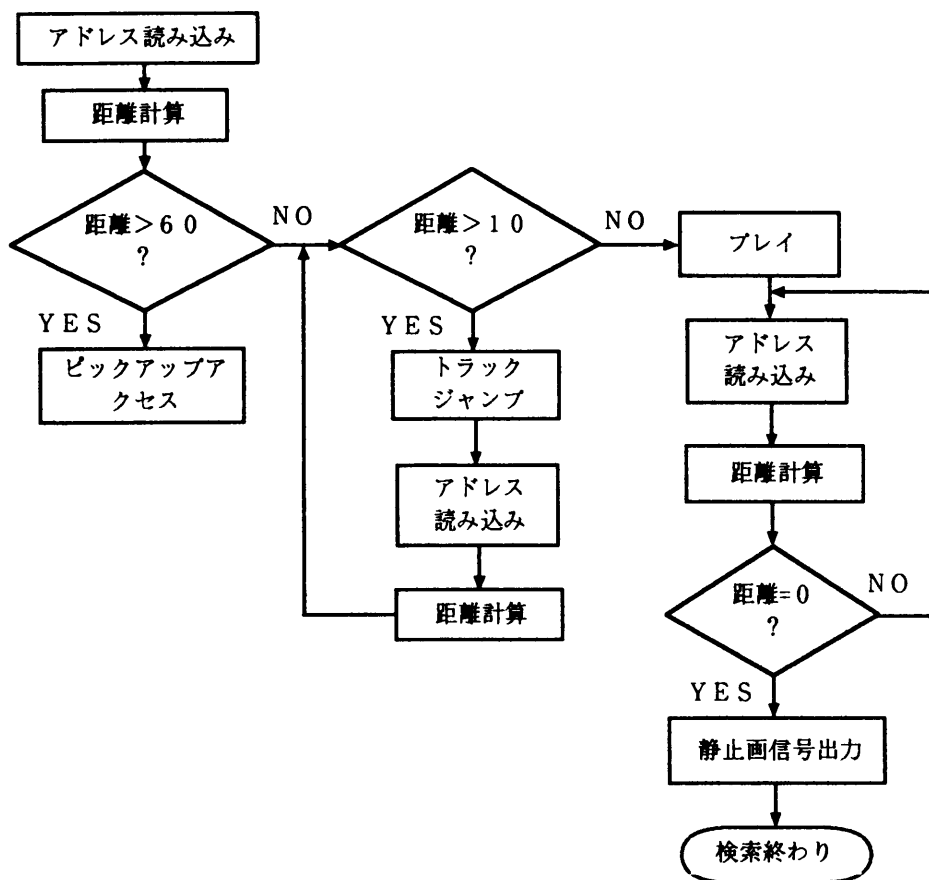 アドレス読み込み
距離計算
距離>60
?
NO
YES
ピックアップア
クセス
距離>10
?
NO
YES
トラック
ジャンプ
アドレス
読み込み
距離計算
プレイ
アドレス
読み込み
距離計算
距離=0
?
NO
YES
静止画信号出力
検索終わり